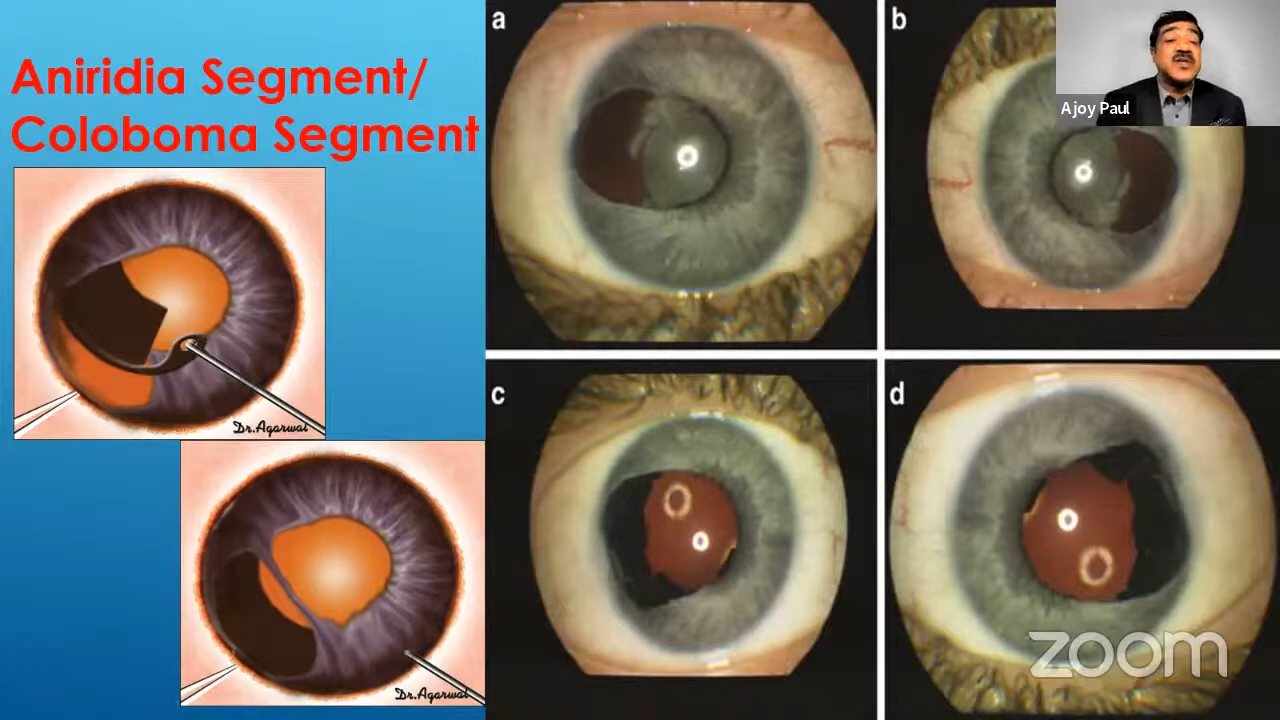 Aniridia Segment/
Coloboma Segment
Dr.Agarwal
Dr.Agarwal
a
b
c
d
Ajoy Paul
zoom